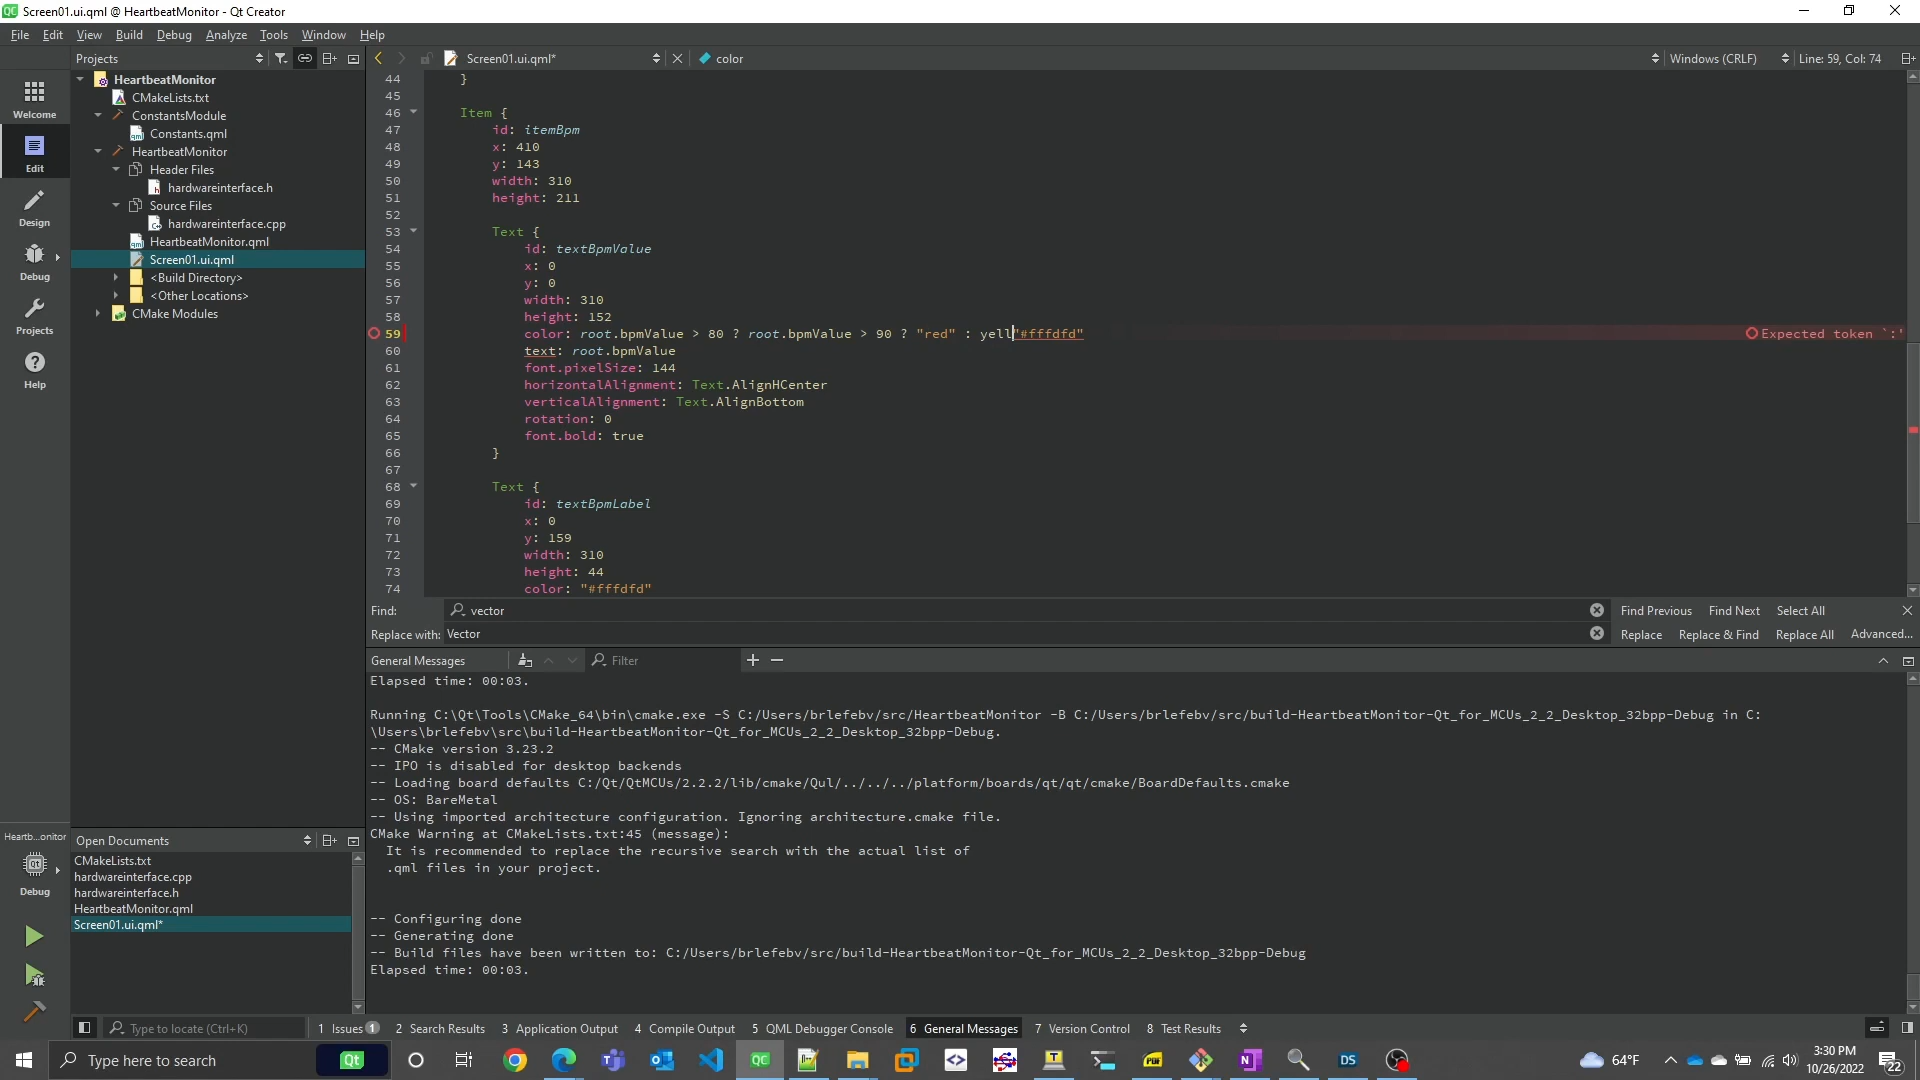 Screen01.ui.qml @ HeartbeatMonitor - Qt Creator
File Edit View Build Debug Analyze Tools Window Help
Projects
Screen01.ui.qml*
color
Windows (CRLF)
Line: 59, Col: 74
Welcome
Edit
Design
Debug
Projects
Help
HeartbeatMonitor
CMakeLists.txt
ConstantsModule
Constants.qml
HeartbeatMonitor
Header Files
hardwareinterface.h
Source Files
hardwareinterface.cpp
HeartbeatMonitor.qml
Screen01.ui.qml
<Build Directory>
<Other Locations>
CMake Modules
44 }
45
46 Item {
47 id: itemBpm
48 x: 410
49 y: 143
50 width: 310
51 height: 211
52
53 Text {
54 id: textBpmValue
55 x: 0
56 y: 0
57 width: 310
58 height: 152
59 color: root.bpmValue > 80 ? root.bpmValue > 90 ? "red" : yell"#fffdfd" Expected token `:'
60 text: root.bpmValue
61 font.pixelSize: 144
62 horizontalAlignment: Text.AlignHCenter
63 verticalAlignment: Text.AlignBottom
64 rotation: 0
65 font.bold: true
66 }
67
68 Text {
69 id: textBpmLabel
70 x: 0
71 y: 159
72 width: 310
73 height: 44
74 color: "#fffdfd"
Find: vector Find Previous Find Next Select All
Replace with: Vector Replace Replace & Find Replace All Advanced...
General Messages Filter
Elapsed time: 00:03.
Running C:\Qt\Tools\CMake_64\bin\cmake.exe -S C:/Users/brlefebv/src/HeartbeatMonitor -B C:/Users/brlefebv/src/build-HeartbeatMonitor-Qt_for_MCUs_2_2_Desktop_32bpp-Debug in C:
\Users\brlefebv\src\build-HeartbeatMonitor-Qt_for_MCUs_2_2_Desktop_32bpp-Debug.
-- CMake version 3.23.2
-- IPO is disabled for desktop backends
-- Loading board defaults C:/Qt/QtMCUs/2.2.2/lib/cmake/Qul/../../../platform/boards/qt/qt/cmake/BoardDefaults.cmake
-- OS: BareMetal
-- Using imported architecture configuration. Ignoring architecture.cmake file.
CMake Warning at CMakeLists.txt:45 (message):
It is recommended to replace the recursive search with the actual list of
.qml files in your project.
-- Configuring done
-- Generating done
-- Build files have been written to: C:/Users/brlefebv/src/build-HeartbeatMonitor-Qt_for_MCUs_2_2_Desktop_32bpp-Debug
Elapsed time: 00:03.
Heartb...onitor
Debug
Open Documents
CMakeLists.txt
hardwareinterface.cpp
hardwareinterface.h
HeartbeatMonitor.qml
Screen01.ui.qml*
Type to locate (Ctrl+K)
1 Issues 1 2 Search Results 3 Application Output 4 Compile Output 5 QML Debugger Console 6 General Messages 7 Version Control 8 Test Results
Type here to search
64°F
3:30 PM
10/26/2022
22